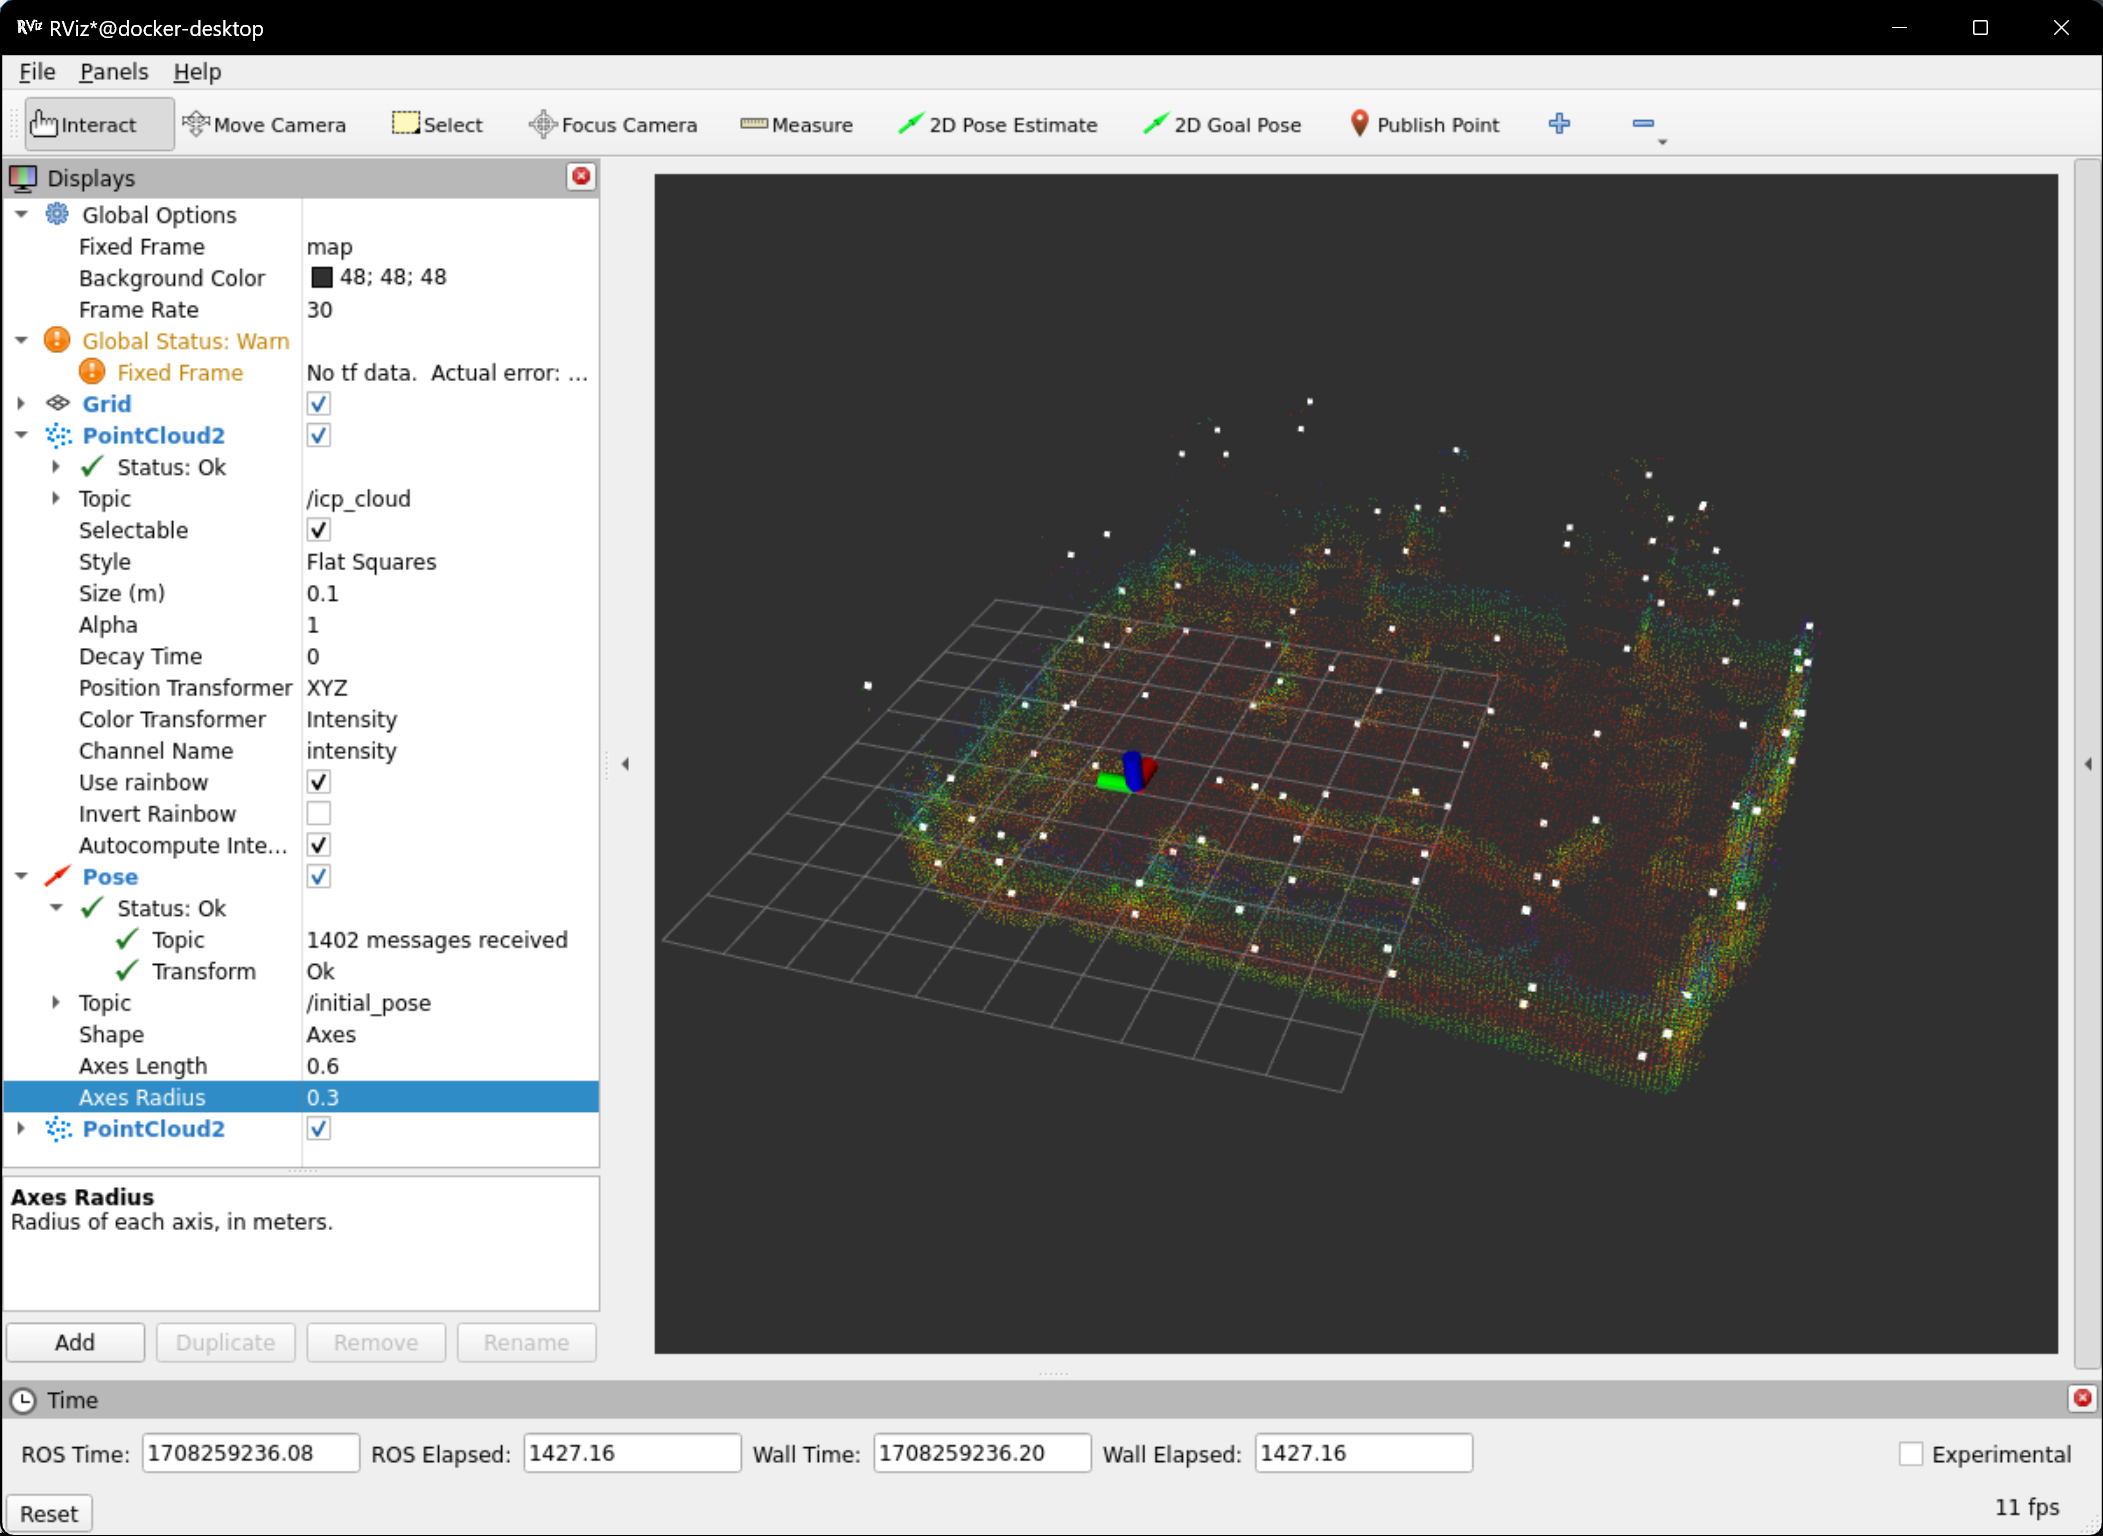 RViz RViz*@docker-desktop
File Panels Help
Interact Move Camera Select Focus Camera Measure 2D Pose Estimate 2D Goal Pose Publish Point
Displays
Global Options
Fixed Frame map
Background Color 48; 48; 48
Frame Rate 30
Global Status: Warn
Fixed Frame No tf data.  Actual error: ...
Grid
PointCloud2
Status: Ok
Topic /icp_cloud
Selectable
Style Flat Squares
Size (m) 0.1
Alpha 1
Decay Time 0
Position Transformer XYZ
Color Transformer Intensity
Channel Name intensity
Use rainbow
Invert Rainbow
Autocompute Inte...
Pose
Status: Ok
Topic 1402 messages received
Transform Ok
Topic /initial_pose
Shape Axes
Axes Length 0.6
Axes Radius 0.3
PointCloud2
Axes Radius
Radius of each axis, in meters.
Add Duplicate Remove Rename
Time
ROS Time: 1708259236.08 ROS Elapsed: 1427.16 Wall Time: 1708259236.20 Wall Elapsed: 1427.16 Experimental
Reset 11 fps